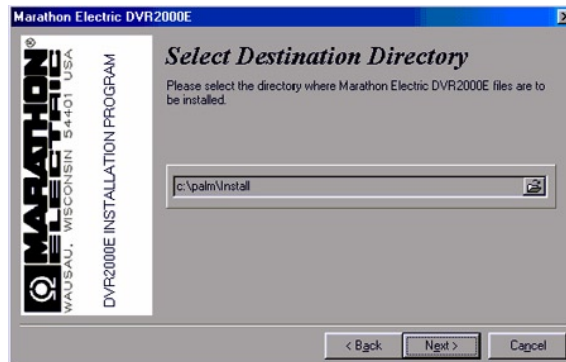 Marathon Electric DVR2000E
Select Destination Directory
Please select the directory where Marathon Electric DVR2000E files are to
be installed.
c:\palm\Install
MARATHON®
ELECTRIC
WAUSAU, WISCONSIN 54401 USA
DVR2000E INSTALLATION PROGRAM
< Back
Next >
Cancel